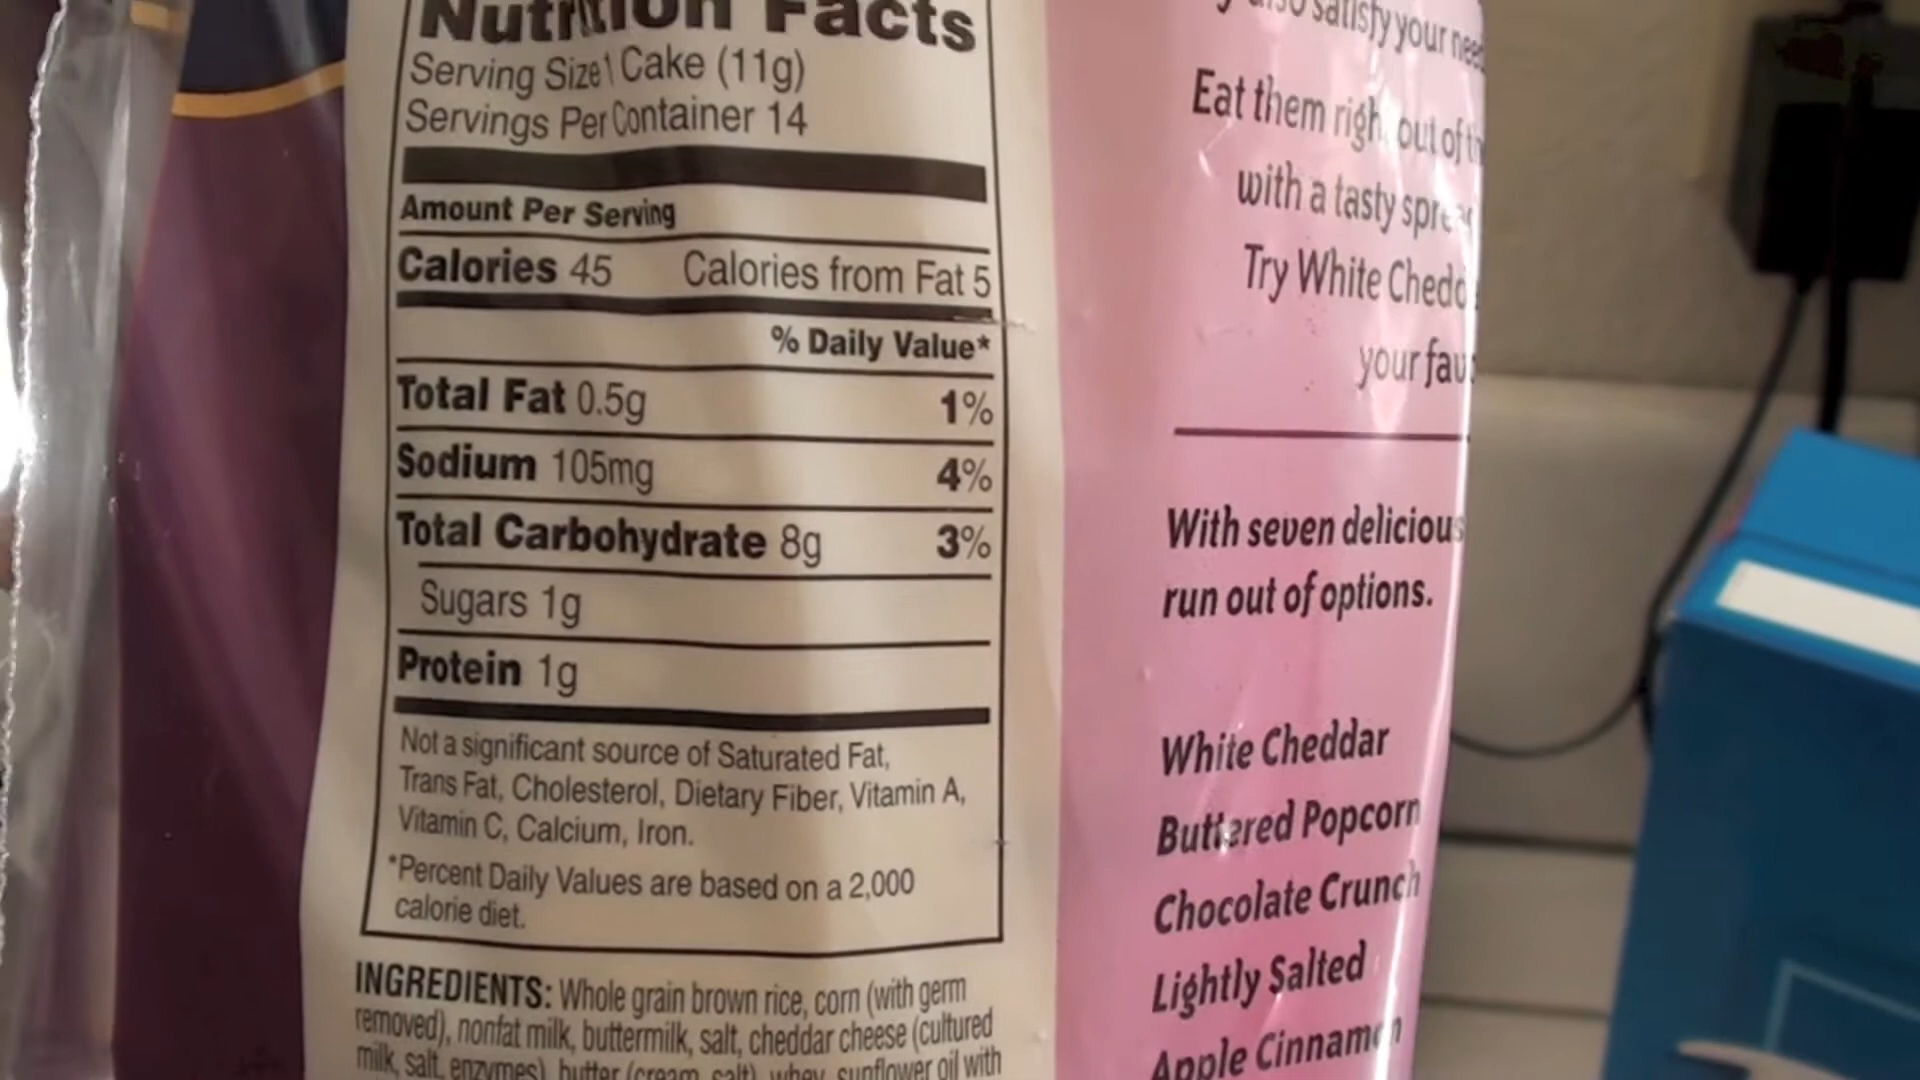 Nutrition Facts
Serving Size 1 Cake (11g)
Servings Per Container 14
Amount Per Serving
Calories 45 Calories from Fat 5
% Daily Value*
Total Fat 0.5g 1%
Sodium 105mg 4%
Total Carbohydrate 8g 3%
Sugars 1g
Protein 1g
Not a significant source of Saturated Fat,
Trans Fat, Cholesterol, Dietary Fiber, Vitamin A,
Vitamin C, Calcium, Iron.
*Percent Daily Values are based on a 2,000
calorie diet.
INGREDIENTS: Whole grain brown rice, corn (with germ
removed), nonfat milk, buttermilk, salt, cheddar cheese (cultured
milk, salt, enzymes), butter (cream, salt), whey, sunflower oil with
also satisfy your
Eat them right out of
with a tasty
Try White
your
With seven delicious
run out of options.
White Cheddar
Buttered Popcorn
Chocolate Crunch
Lightly Salted
Apple Cinnamon